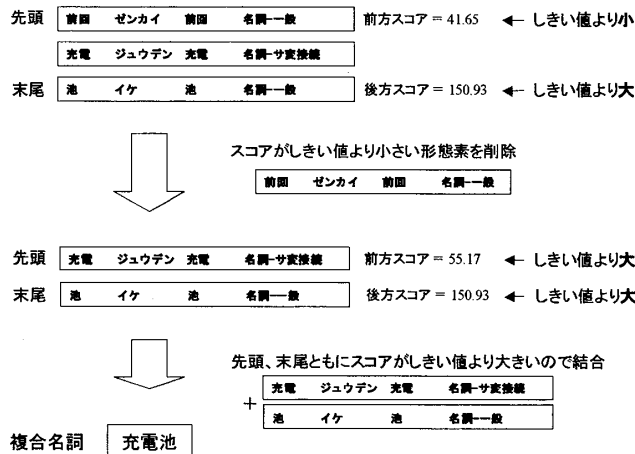 先頭 前回 ゼンカイ 前回 名詞-一般 前方スコア = 41.65 ← しきい値より小
充電 ジュウデン 充電 名詞-サ変接続
末尾 池 イケ 池 名詞-一般 後方スコア = 150.93 ← しきい値より大
スコアがしきい値より小さい形態素を削除
前回 ゼンカイ 前回 名詞-一般
先頭 充電 ジュウデン 充電 名詞-サ変接続 前方スコア = 55.17 ← しきい値より大
末尾 池 イケ 池 名詞-一般 後方スコア = 150.93 ← しきい値より大
先頭、末尾ともにスコアがしきい値より大きいので結合
充電 ジュウデン 充電 名詞-サ変接続
+
池 イケ 池 名詞-一般
複合名詞 充電池